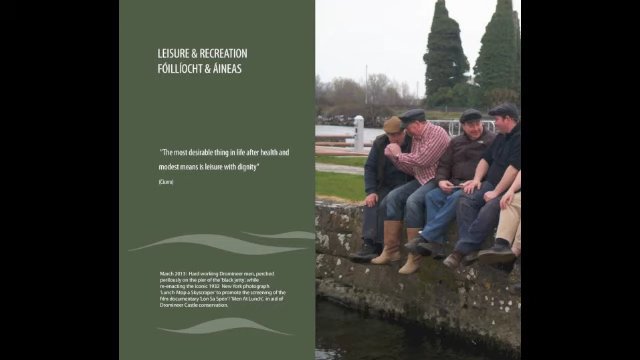 LEISURE & RECREATION
FÓILLÍOCHT & ÁINEAS
"The most desirable thing in life after health and
modest means is leisure with dignity"
(Cicero)
March 2013: Hard working Dromineer men, perched
perilously on the pier of the 'black jetty', while
re-enacting the iconic 1932 New York photograph
'Lunch Atop a Skyscraper' to promote the screening of the
film documentary 'Lón Sa Spéir'/ 'Men At Lunch', in aid of
Dromineer Castle conservation.